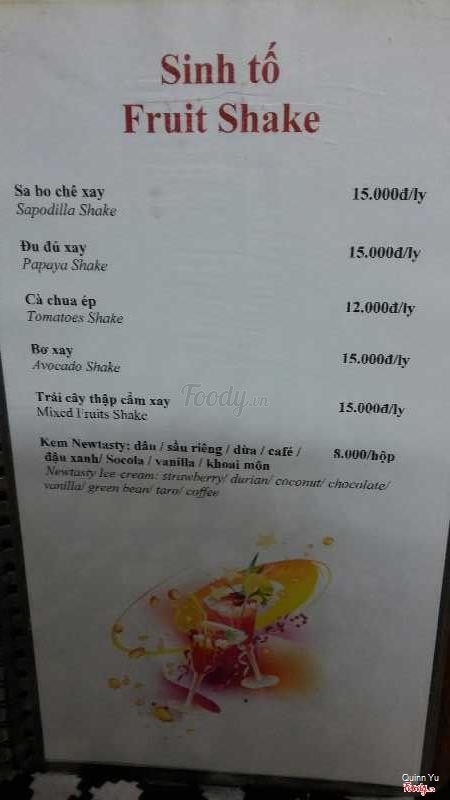 Sinh tố
Fruit Shake
Sa bo chê xay 15.000đ/ly
Sapodilla Shake
Đu đủ xay 15.000đ/ly
Papaya Shake
Cà chua ép 12.000đ/ly
Tomatoes Shake
Bơ xay 15.000đ/ly
Avocado Shake
Trái cây thập cẩm xay 15.000đ/ly
Mixed Fruits Shake
Kem Newtasty: dâu / sầu riêng / dừa / café / 8.000/hộp
đậu xanh/ Socola / vanilla / khoai môn
Newtasty Ice-cream: strawberry/ durian/ coconut/ chocolate/
vanilla/ green bean/ taro/ coffee
Foody.vn
Quinn Yu
Foody.vn